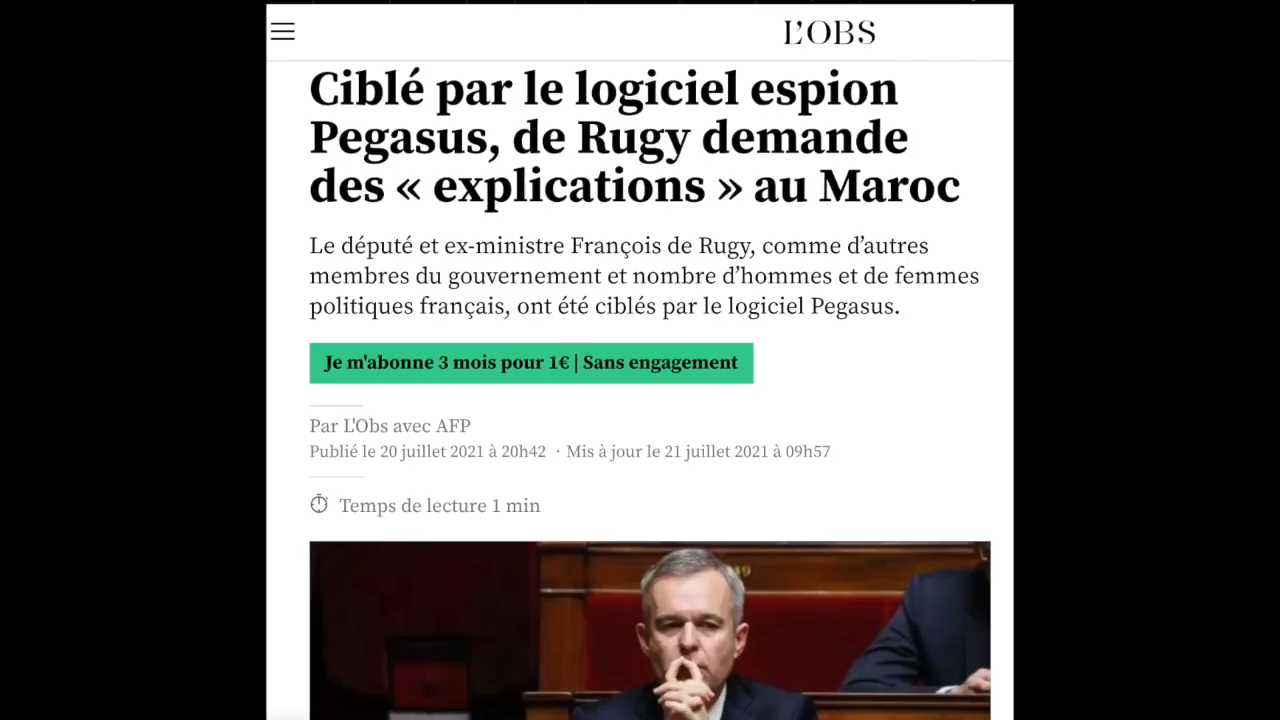 L'OBS
Ciblé par le logiciel espion
Pegasus, de Rugy demande
des « explications » au Maroc
Le député et ex-ministre François de Rugy, comme d’autres
membres du gouvernement et nombre d’hommes et de femmes
politiques français, ont été ciblés par le logiciel Pegasus.
Je m'abonne 3 mois pour 1€ | Sans engagement
Par L'Obs avec AFP
Publié le 20 juillet 2021 à 20h42 · Mis à jour le 21 juillet 2021 à 09h57
Temps de lecture 1 min
49